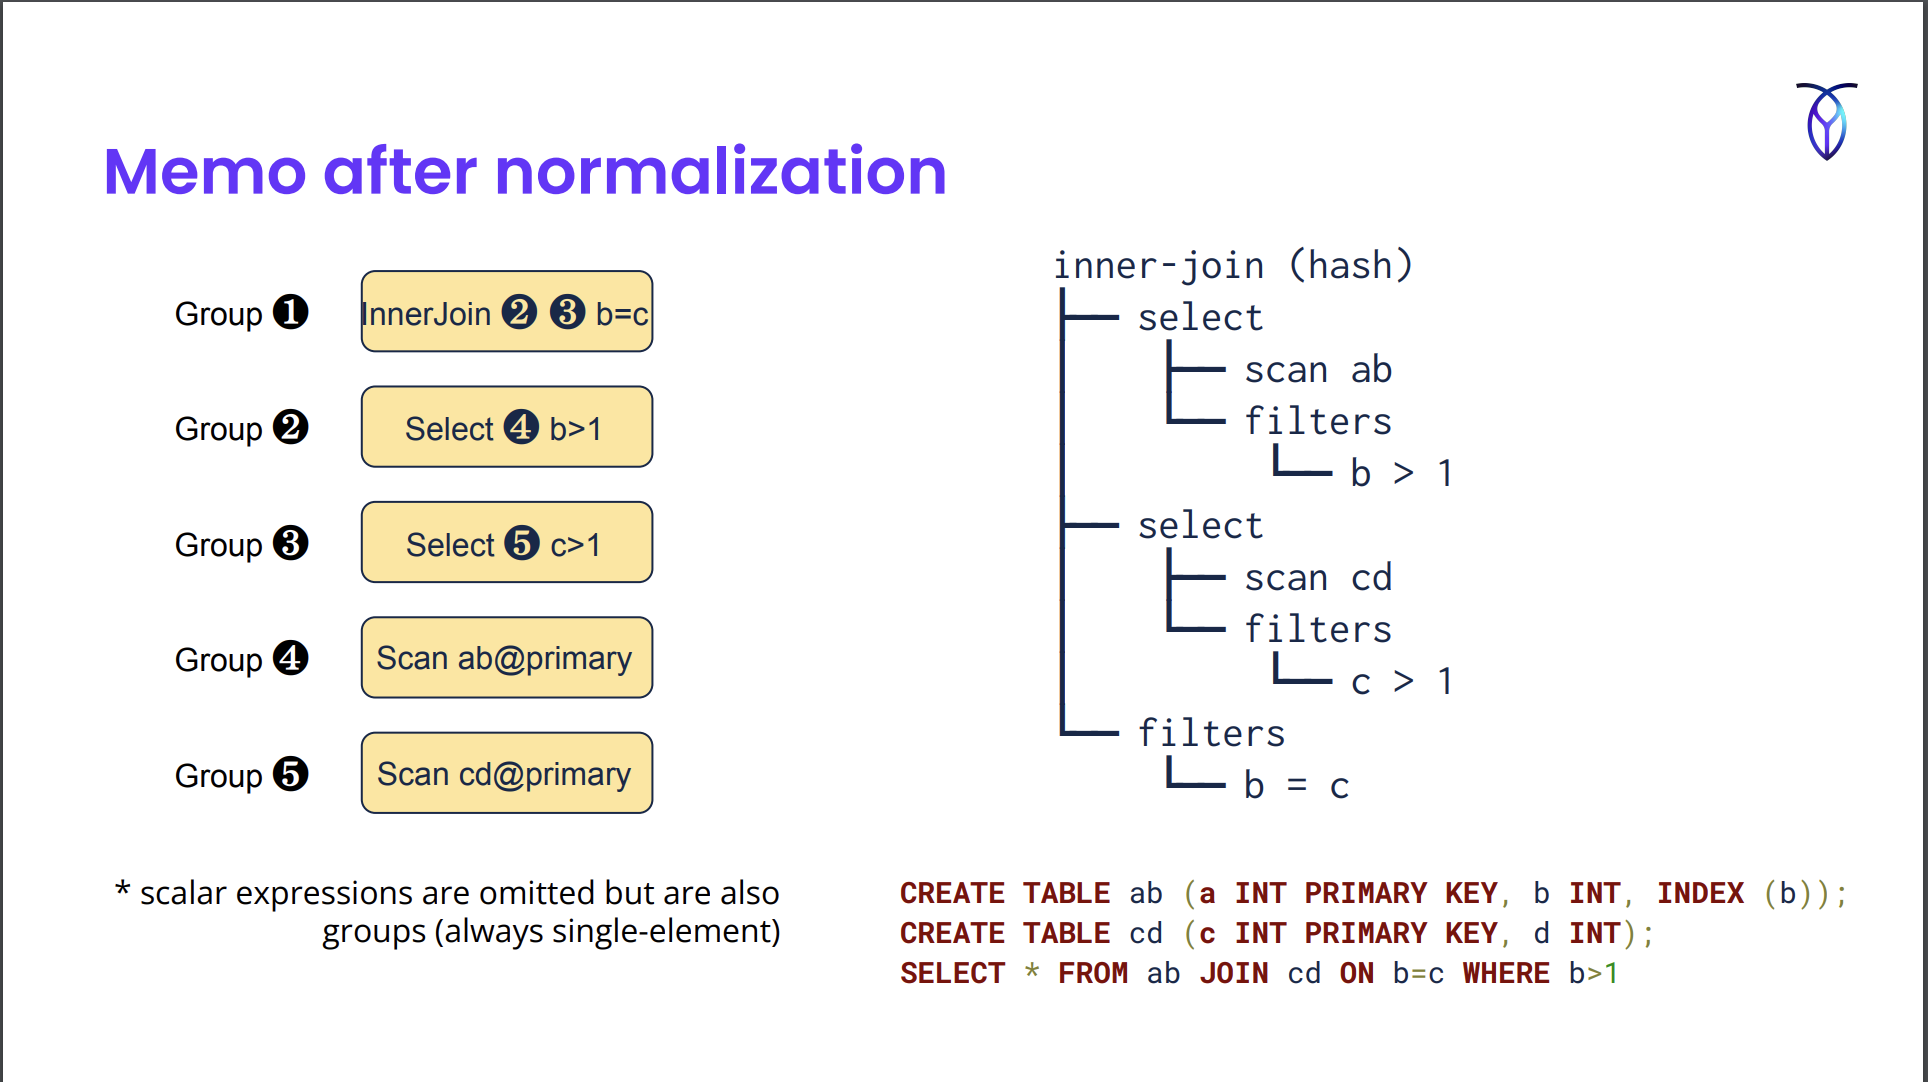 Memo after normalization
Group ❶ InnerJoin ❷ ❸ b=c
Group ❷ Select ❹ b>1
Group ❸ Select ❺ c>1
Group ❹ Scan ab@primary
Group ❺ Scan cd@primary
* scalar expressions are omitted but are also
groups (always single-element)
inner-join (hash)
├── select
│    ├── scan ab
│    └── filters
│         └── b > 1
├── select
│    ├── scan cd
│    └── filters
│         └── c > 1
└── filters
     └── b = c
CREATE TABLE ab (a INT PRIMARY KEY, b INT, INDEX (b));
CREATE TABLE cd (c INT PRIMARY KEY, d INT);
SELECT * FROM ab JOIN cd ON b=c WHERE b>1